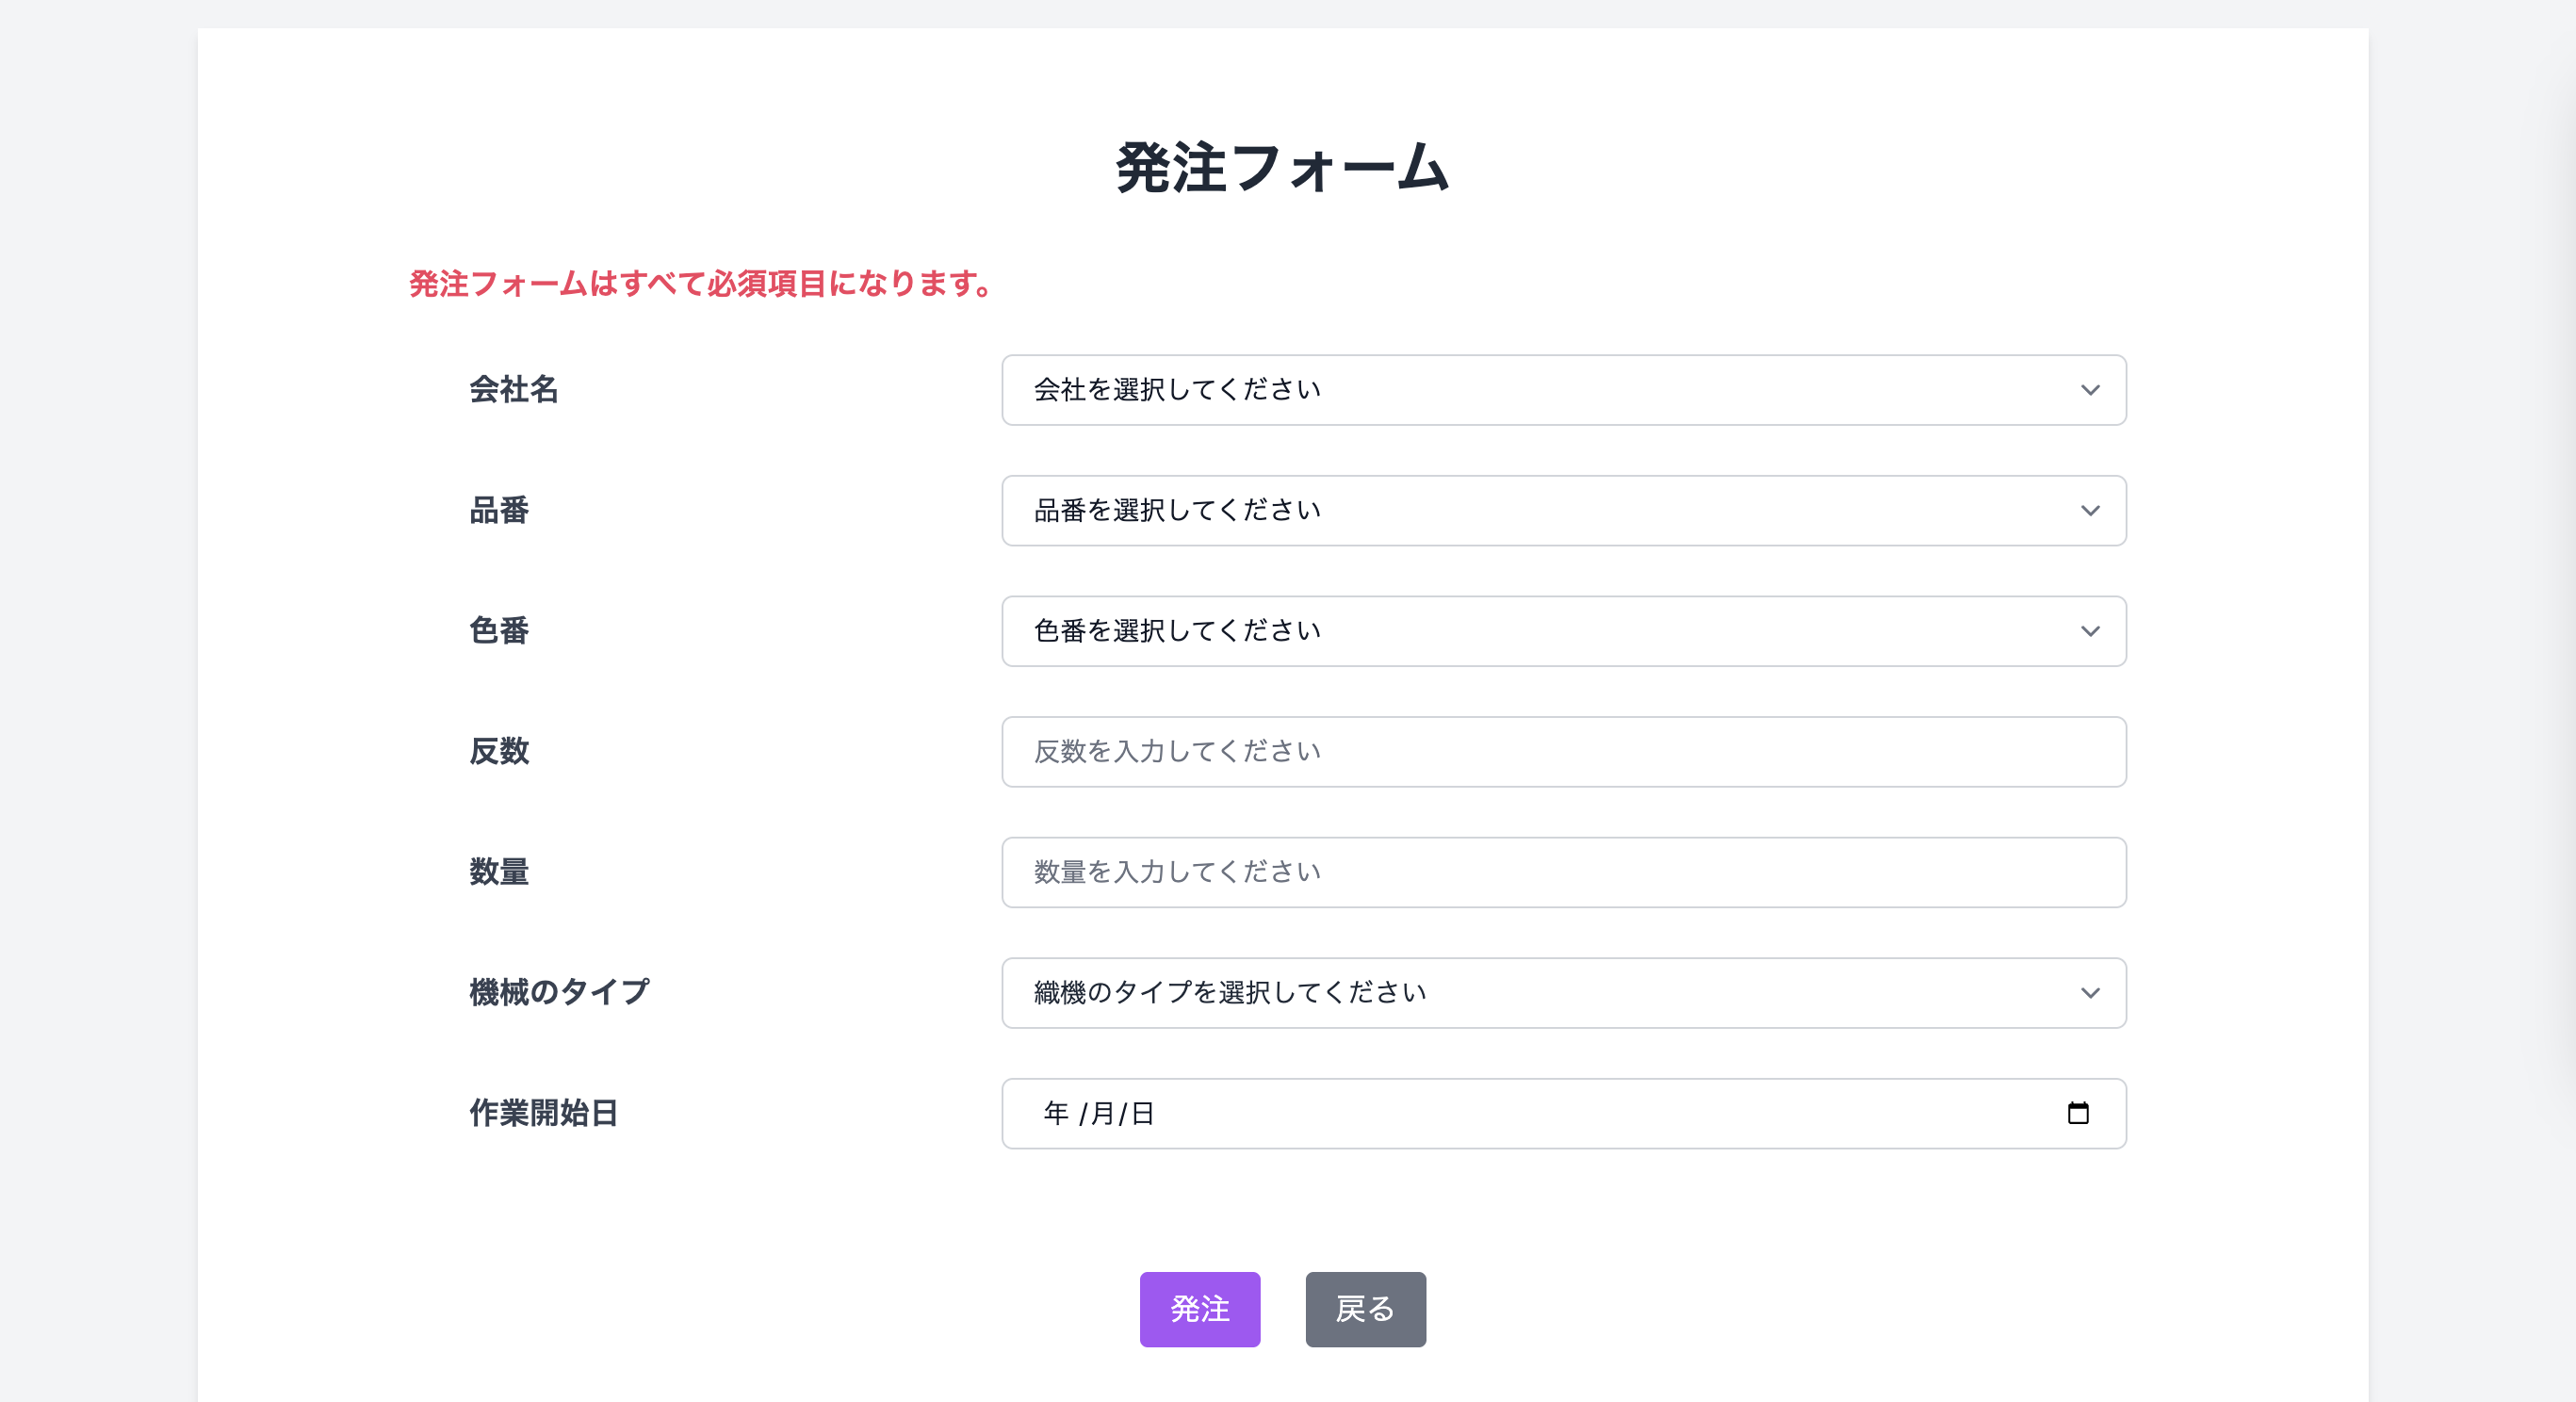 発注フォーム
発注フォームはすべて必須項目になります。
会社名 会社を選択してください
品番 品番を選択してください
色番 色番を選択してください
反数 反数を入力してください
数量 数量を入力してください
機械のタイプ 織機のタイプを選択してください
作業開始日 年 /月/日
発注 戻る